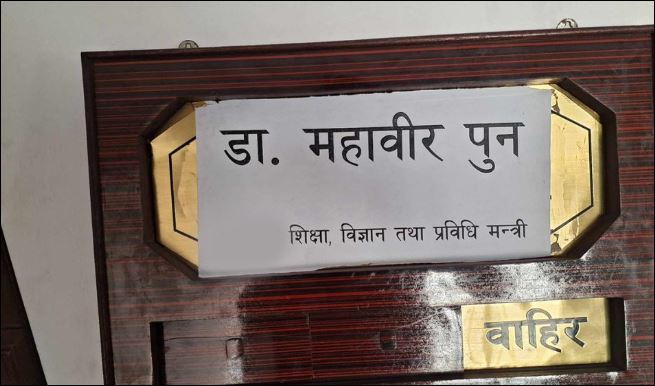 डा. महावीर पुन
शिक्षा, विज्ञान तथा प्रविधि मन्त्री
वाहिर